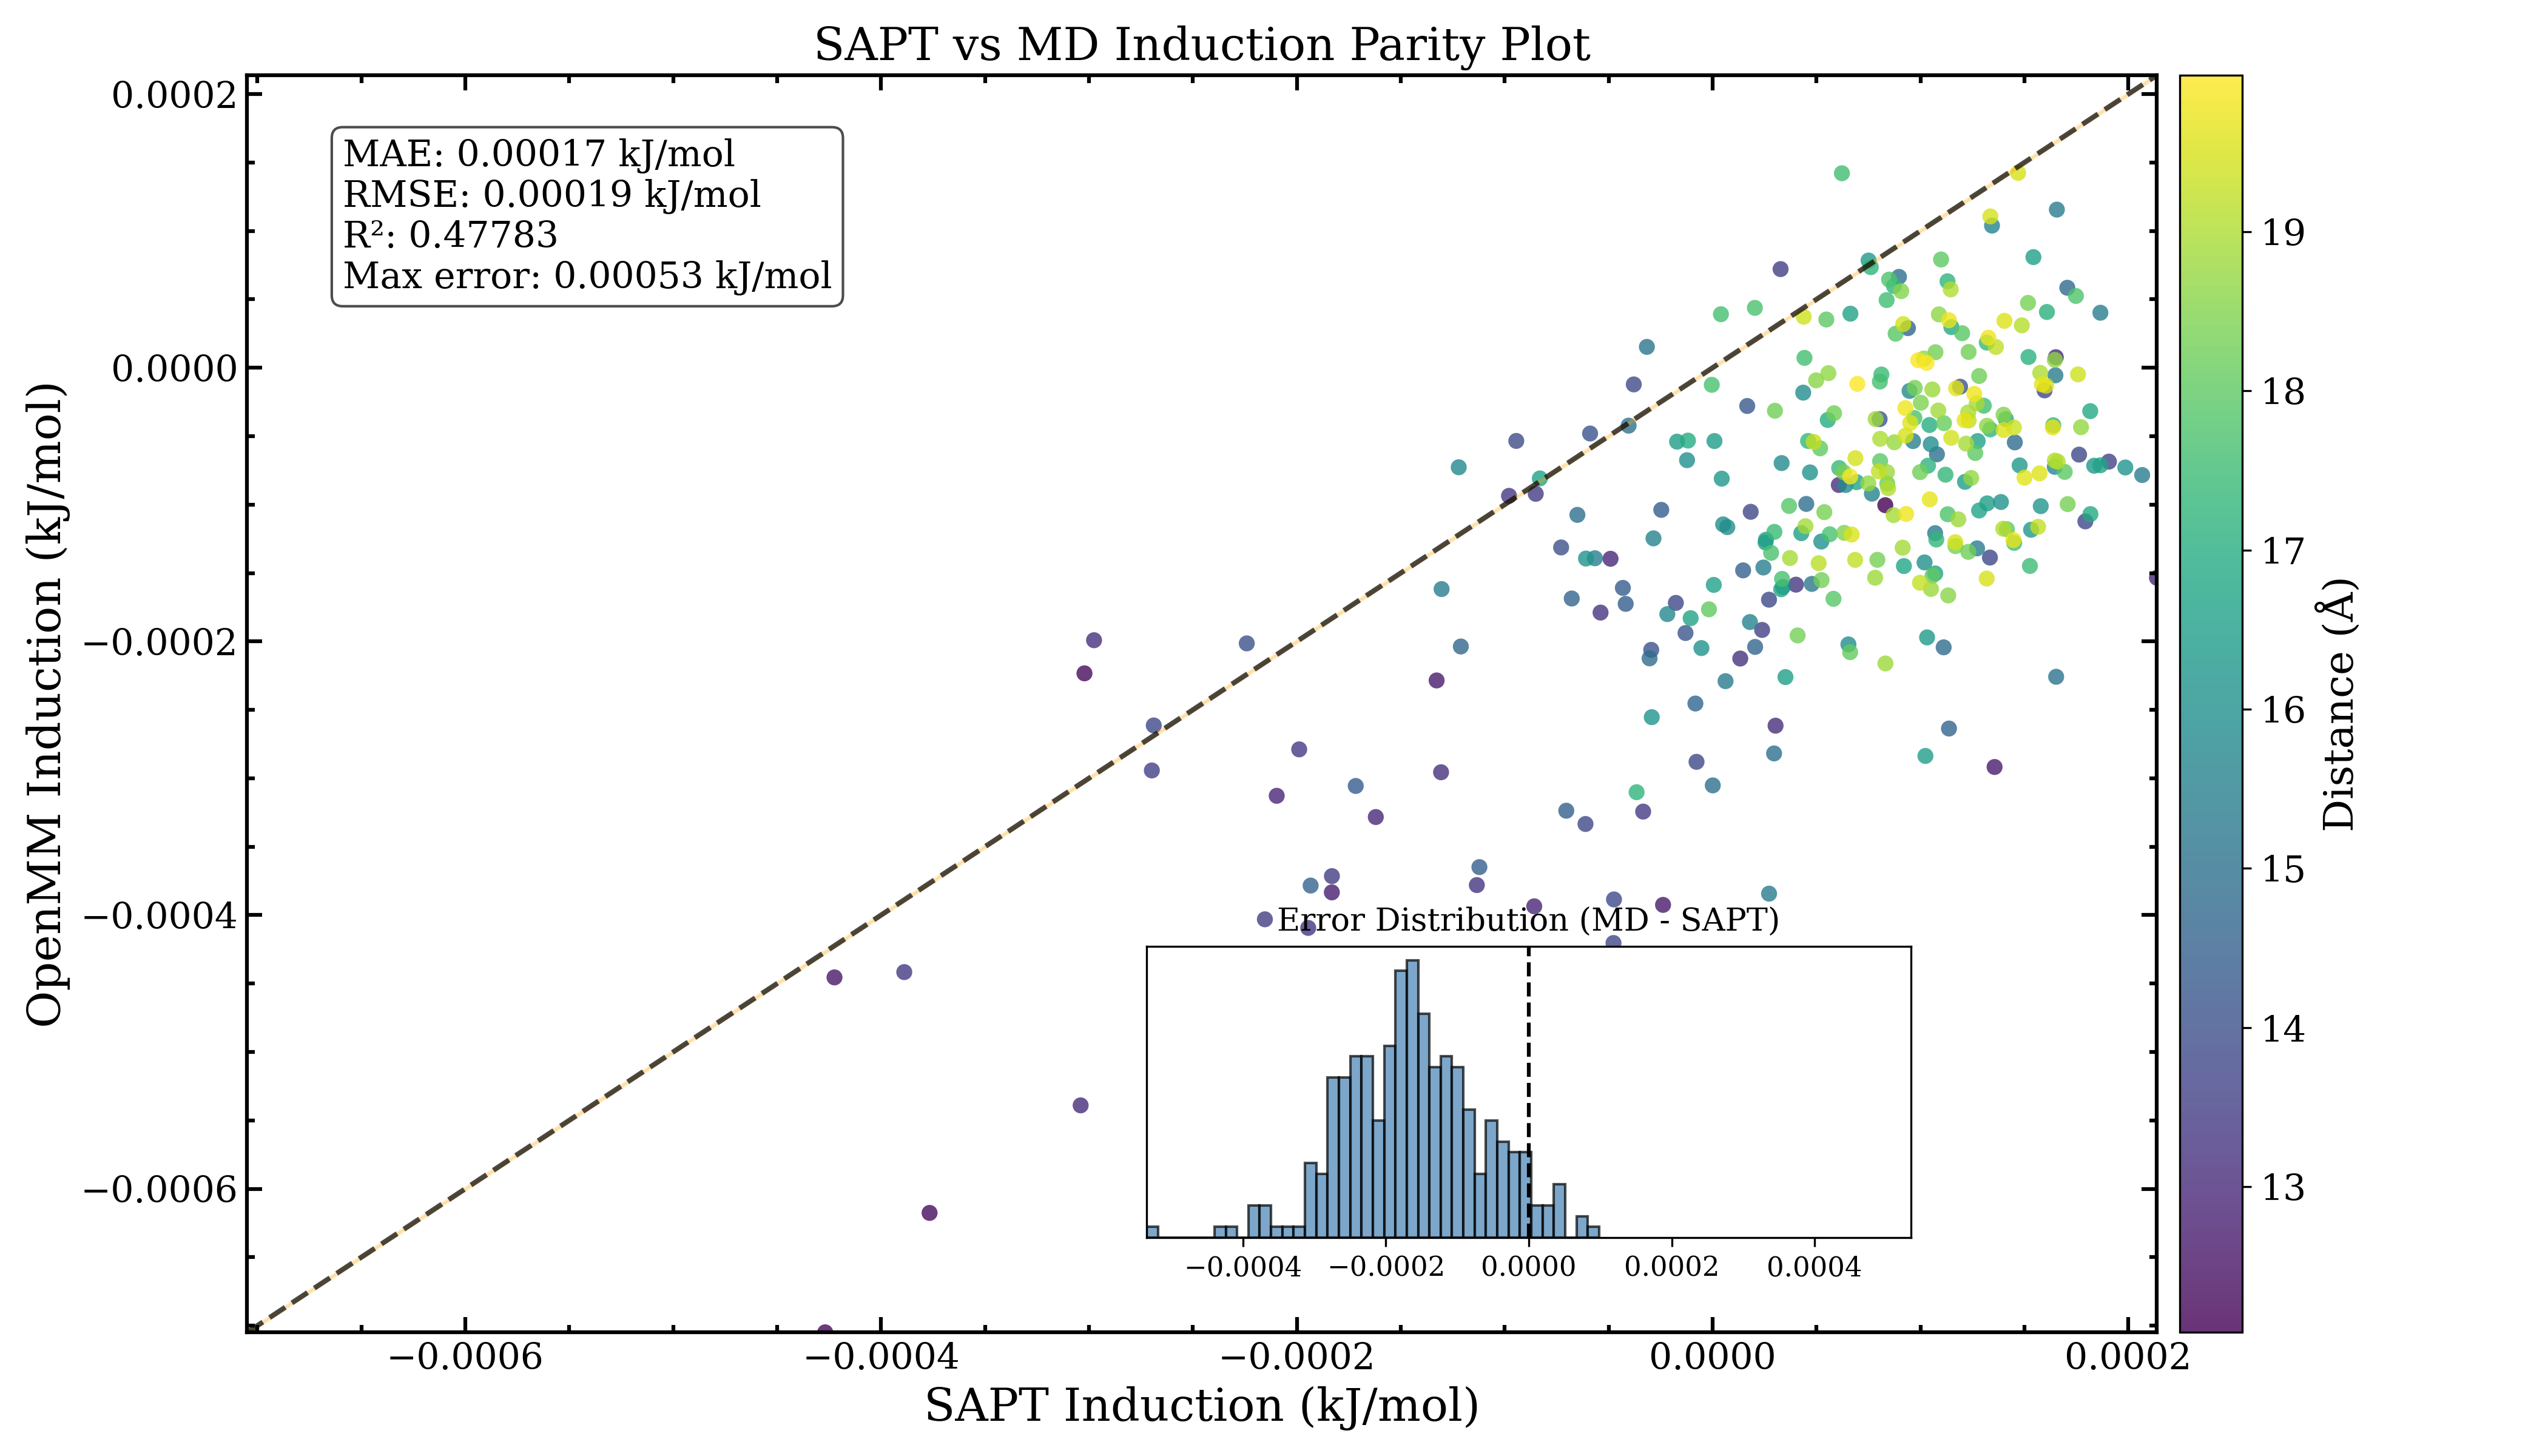 SAPT vs MD Induction Parity Plot
MAE: 0.00017 kJ/mol
RMSE: 0.00019 kJ/mol
R²: 0.47783
Max error: 0.00053 kJ/mol
OpenMM Induction (kJ/mol)
0.0002
0.0000
−0.0002
−0.0004
−0.0006
Error Distribution (MD - SAPT)
−0.0004 −0.0002 0.0000 0.0002 0.0004
−0.0006 −0.0004 −0.0002 0.0000 0.0002
SAPT Induction (kJ/mol)
19
18
17
16
15
14
13
Distance (Å)